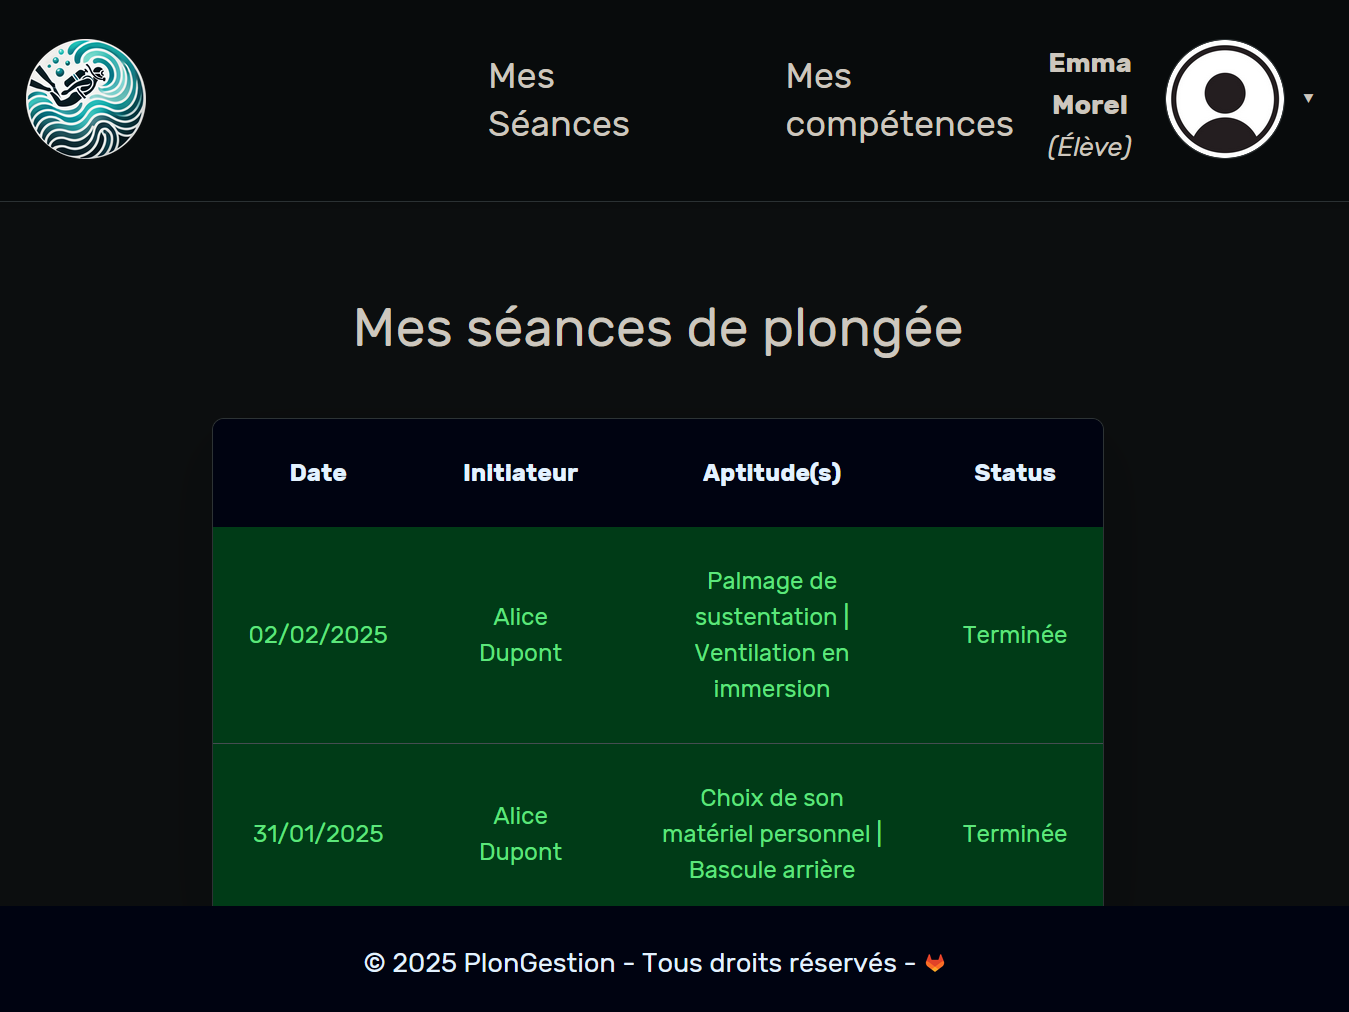 Mes
Séances
Mes
compétences
Emma
Morel
(Élève)
▼
Mes séances de plongée
Date
Initiateur
Aptitude(s)
Status
02/02/2025
Alice
Dupont
Palmage de
sustentation |
Ventilation en
immersion
Terminée
31/01/2025
Alice
Dupont
Choix de son
matériel personnel |
Bascule arrière
Terminée
© 2025 PlonGestion - Tous droits réservés -